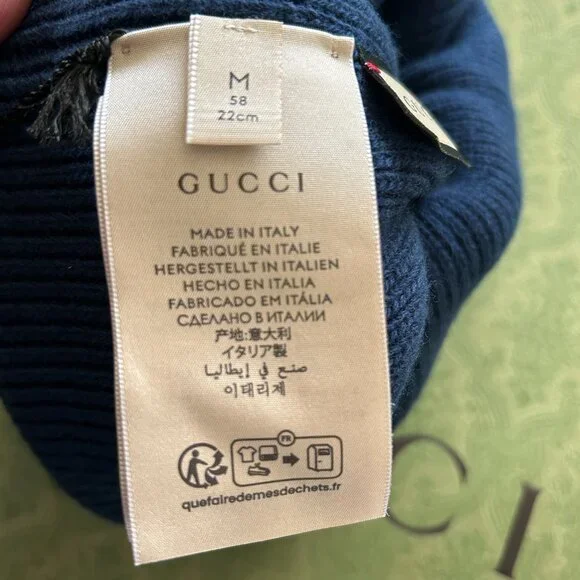 M
58
22cm
GU
GUCCI
MADE IN ITALY
FABRIQUÉ EN ITALIE
HERGESTELLT IN ITALIEN
HECHO EN ITALIA
FABRICADO EM ITÁLIA
СДЕЛАНО В ИТАЛИИ
产地:意大利
イタリア製
صنع في إيطاليا
이태리제
FR
quefairedemesdechets.fr
C I